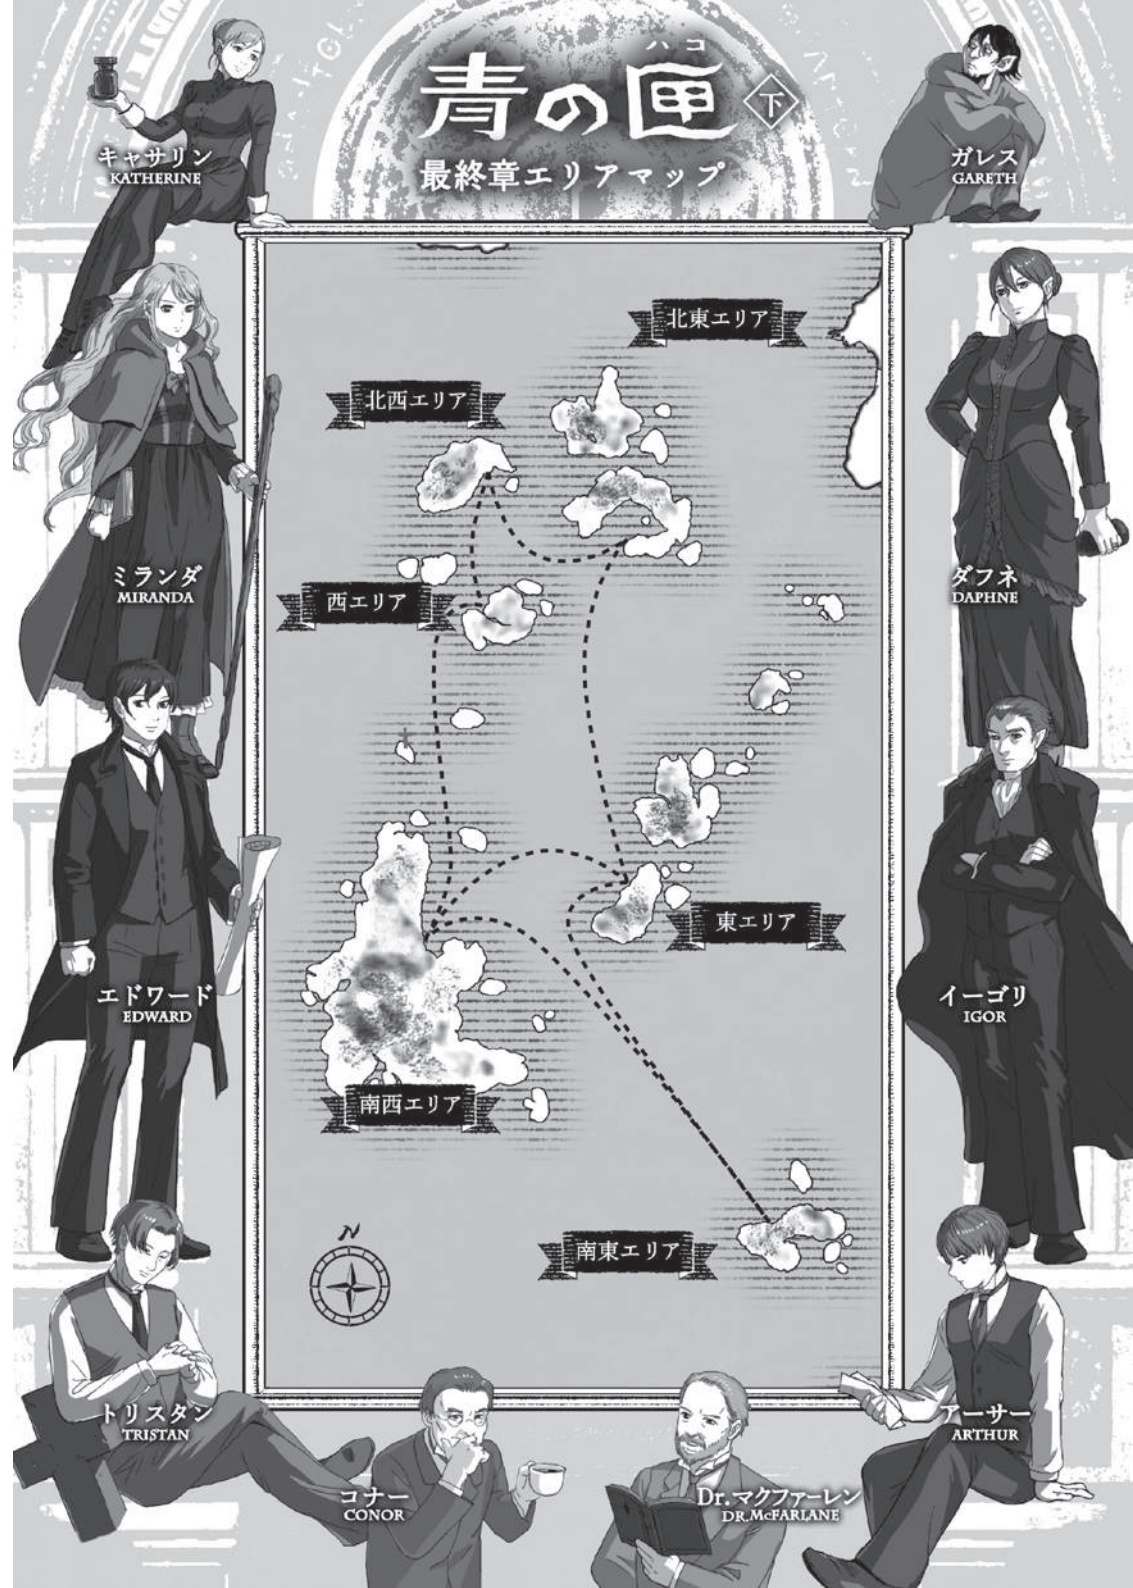 ハコ
青の匣 下
最終章エリアマップ
キャサリン
KATHERINE
ガレス
GARETH
北東エリア
北西エリア
ミランダ
MIRANDA
西エリア
ダフネ
DAPHNE
東エリア
エドワード
EDWARD
イーゴリ
IGOR
南西エリア
N
南東エリア
トリスタン
TRISTAN
アーサー
ARTHUR
コナー
CONOR
Dr.マクファーレン
DR.MCFARLANE